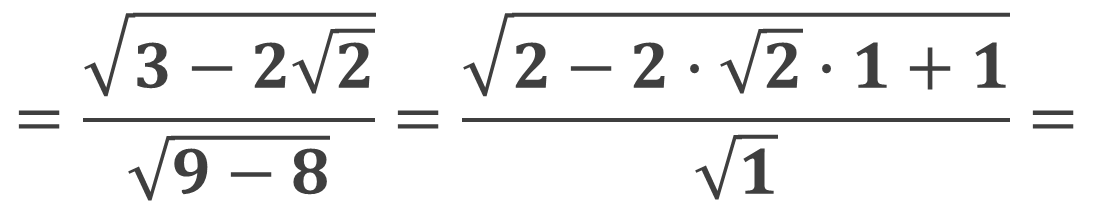 = √(3 − 2√2) / √(9 − 8) = √(2 − 2 · √2 · 1 + 1) / √1 =